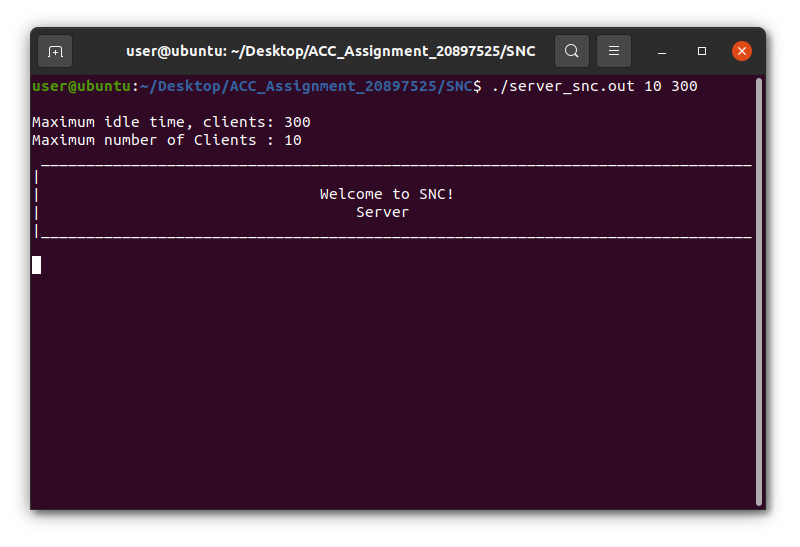 user@ubuntu: ~/Desktop/ACC_Assignment_20897525/SNC
user@ubuntu:~/Desktop/ACC_Assignment_20897525/SNC$ ./server_snc.out 10 300
Maximum idle time, clients: 300
Maximum number of Clients : 10
Welcome to SNC!
Server